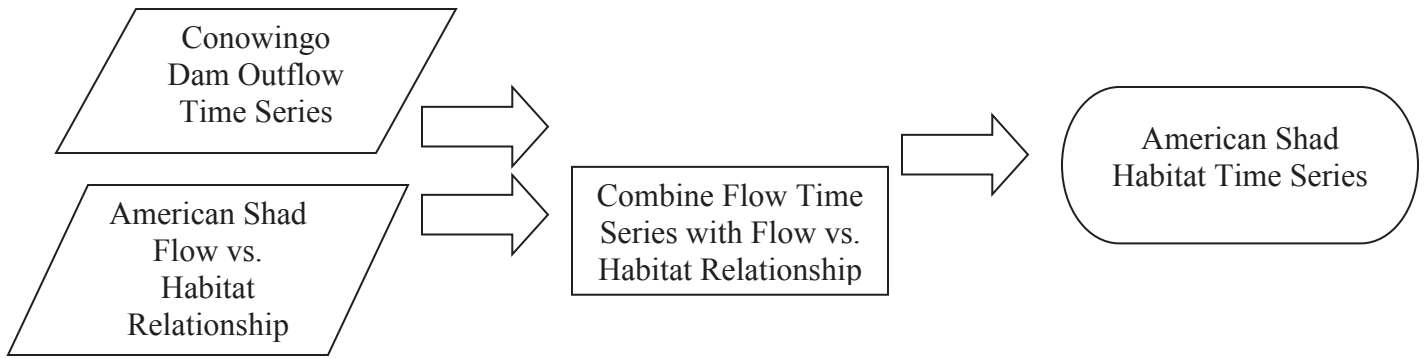 Conowingo
Dam Outflow
Time Series
American Shad
Flow vs.
Habitat
Relationship
Combine Flow Time
Series with Flow vs.
Habitat Relationship
American Shad
Habitat Time Series